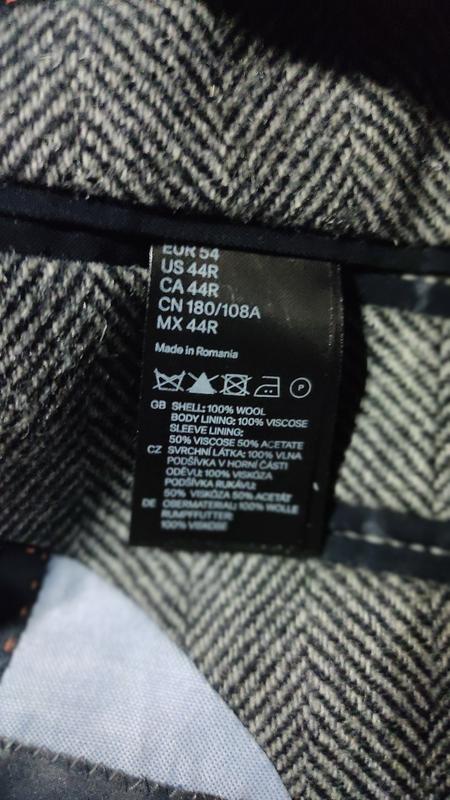 EUR 54
US 44R
CA 44R
CN 180/108A
MX 44R
Made in Romania
P
GB SHELL: 100% WOOL
BODY LINING: 100% VISCOSE
SLEEVE LINING:
50% VISCOSE 50% ACETATE
CZ SVRCHNÍ LÁTKA: 100% VLNA
PODŠÍVKA V HORNÍ ČÁSTI
ODĚVU: 100% VISKÓZA
PODŠÍVKA RUKÁVU:
50% VISKÓZA 50% ACETÁT
DE OBERMATERIAL: 100% WOLLE
RUMPFFUTTER:
100% VISKOSE